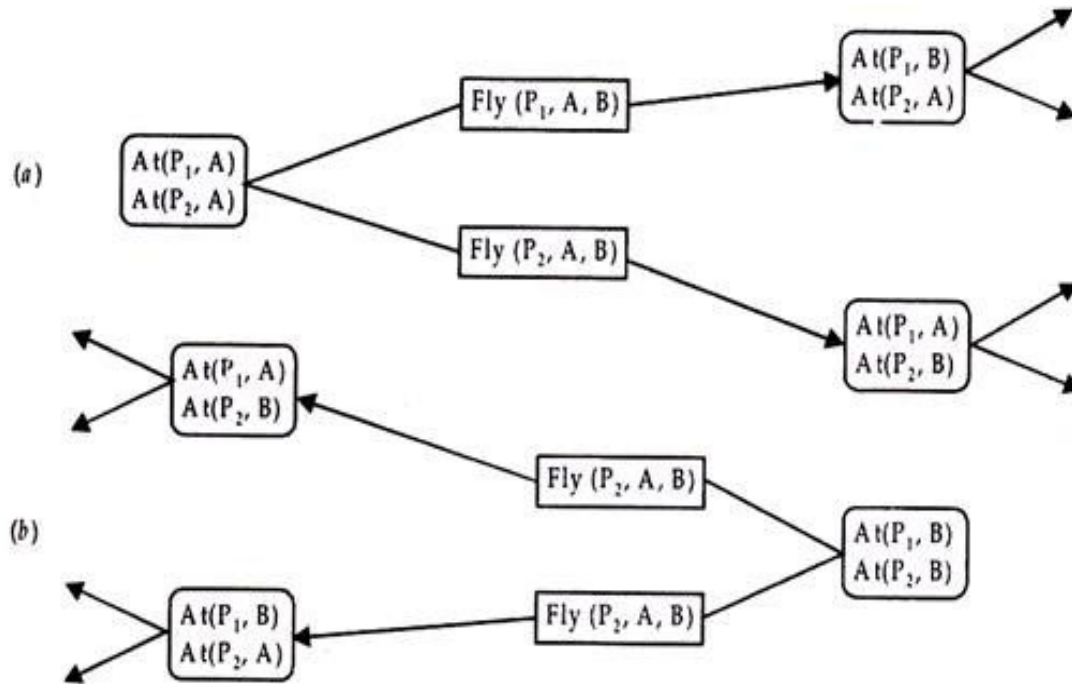 (a)
At(P₁, A)
At(P₂, A)
Fly (P₁, A, B)
Fly (P₂, A, B)
At(P₁, B)
At(P₂, A)
At(P₁, A)
At(P₂, B)
(b)
At(P₁, A)
At(P₂, B)
At(P₁, B)
At(P₂, A)
Fly (P₂, A, B)
Fly (P₂, A, B)
At(P₁, B)
At(P₂, B)